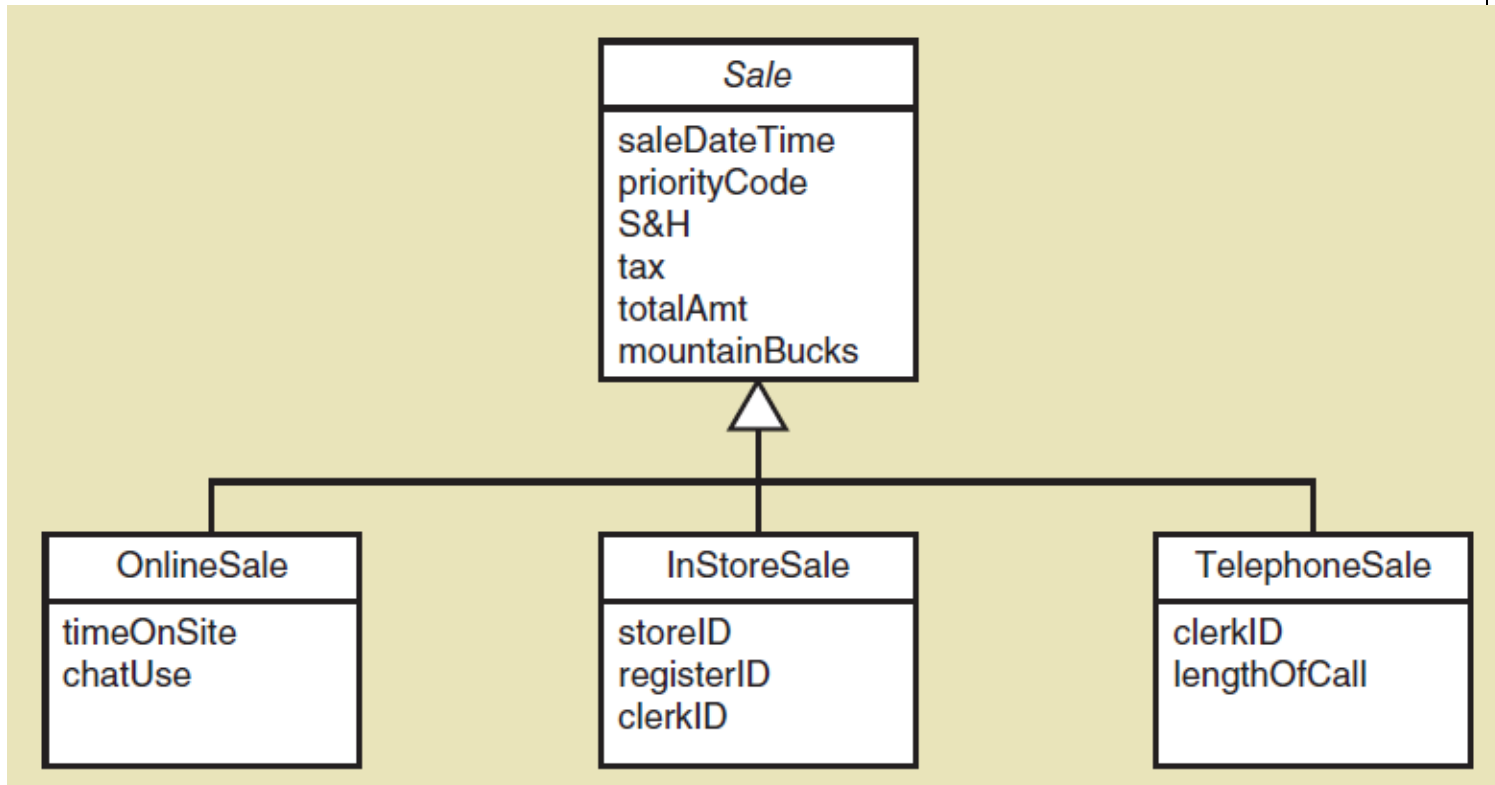 Sale
saleDateTime
priorityCode
S&H
tax
totalAmt
mountainBucks
OnlineSale
timeOnSite
chatUse
InStoreSale
storeID
registerID
clerkID
TelephoneSale
clerkID
lengthOfCall